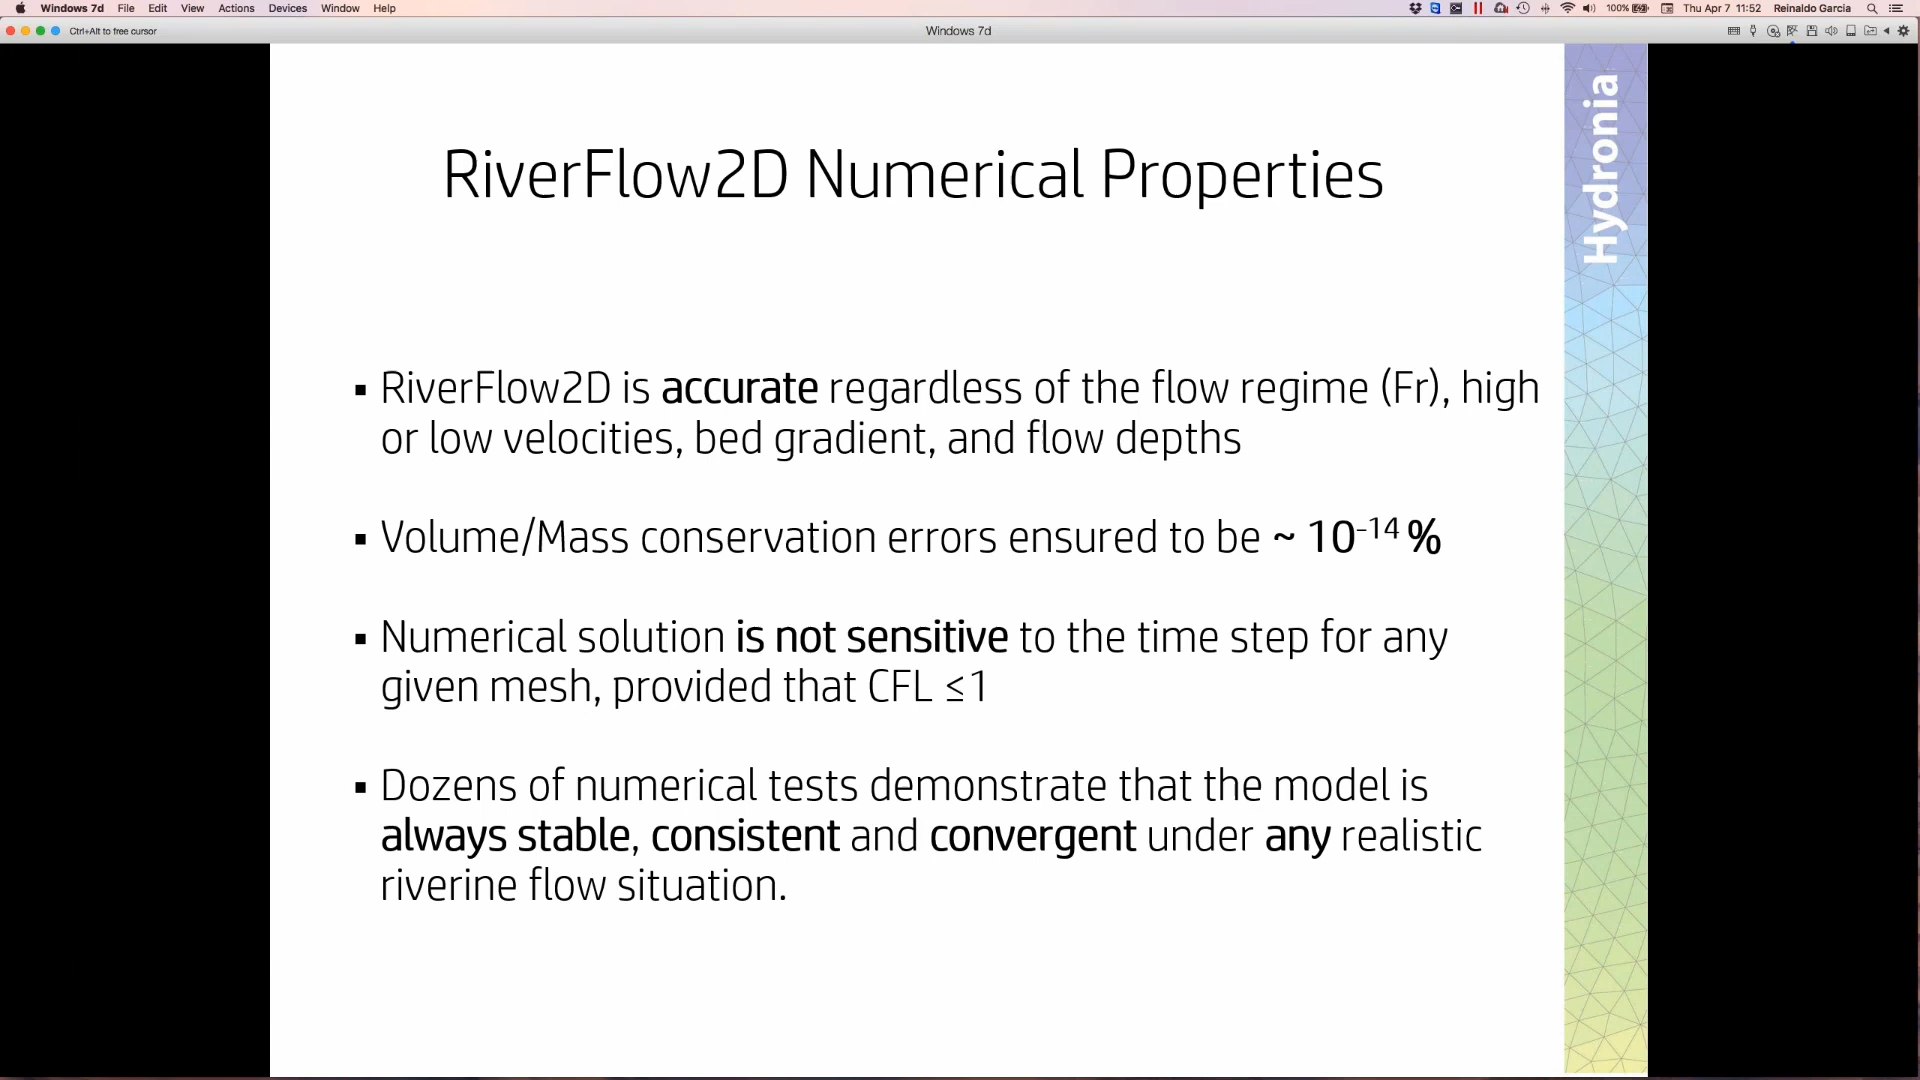 Windows 7d File Edit View Actions Devices Window Help 100% Thu Apr 7 11:52 Reinaldo Garcia
Ctrl+Alt to free cursor Windows 7d
RiverFlow2D Numerical Properties
▪ RiverFlow2D is accurate regardless of the flow regime (Fr), high
or low velocities, bed gradient, and flow depths
▪ Volume/Mass conservation errors ensured to be ~ 10⁻¹⁴ %
▪ Numerical solution is not sensitive to the time step for any
given mesh, provided that CFL ≤1
▪ Dozens of numerical tests demonstrate that the model is
always stable, consistent and convergent under any realistic
riverine flow situation.
Hydronia